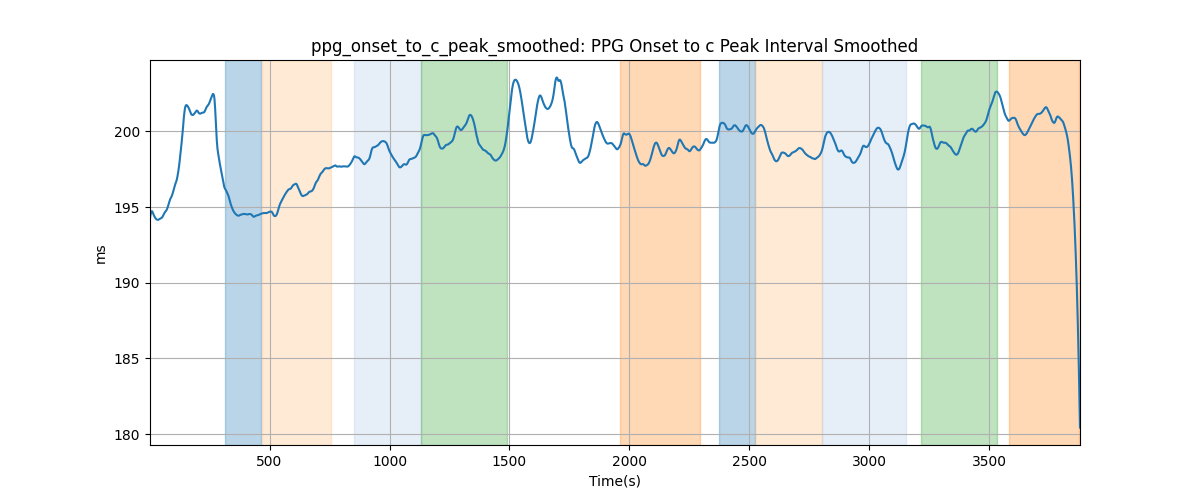 ppg_onset_to_c_peak_smoothed: PPG Onset to c Peak Interval Smoothed
200
195
190
185
180
ms
500 1000 1500 2000 2500 3000 3500
Time(s)